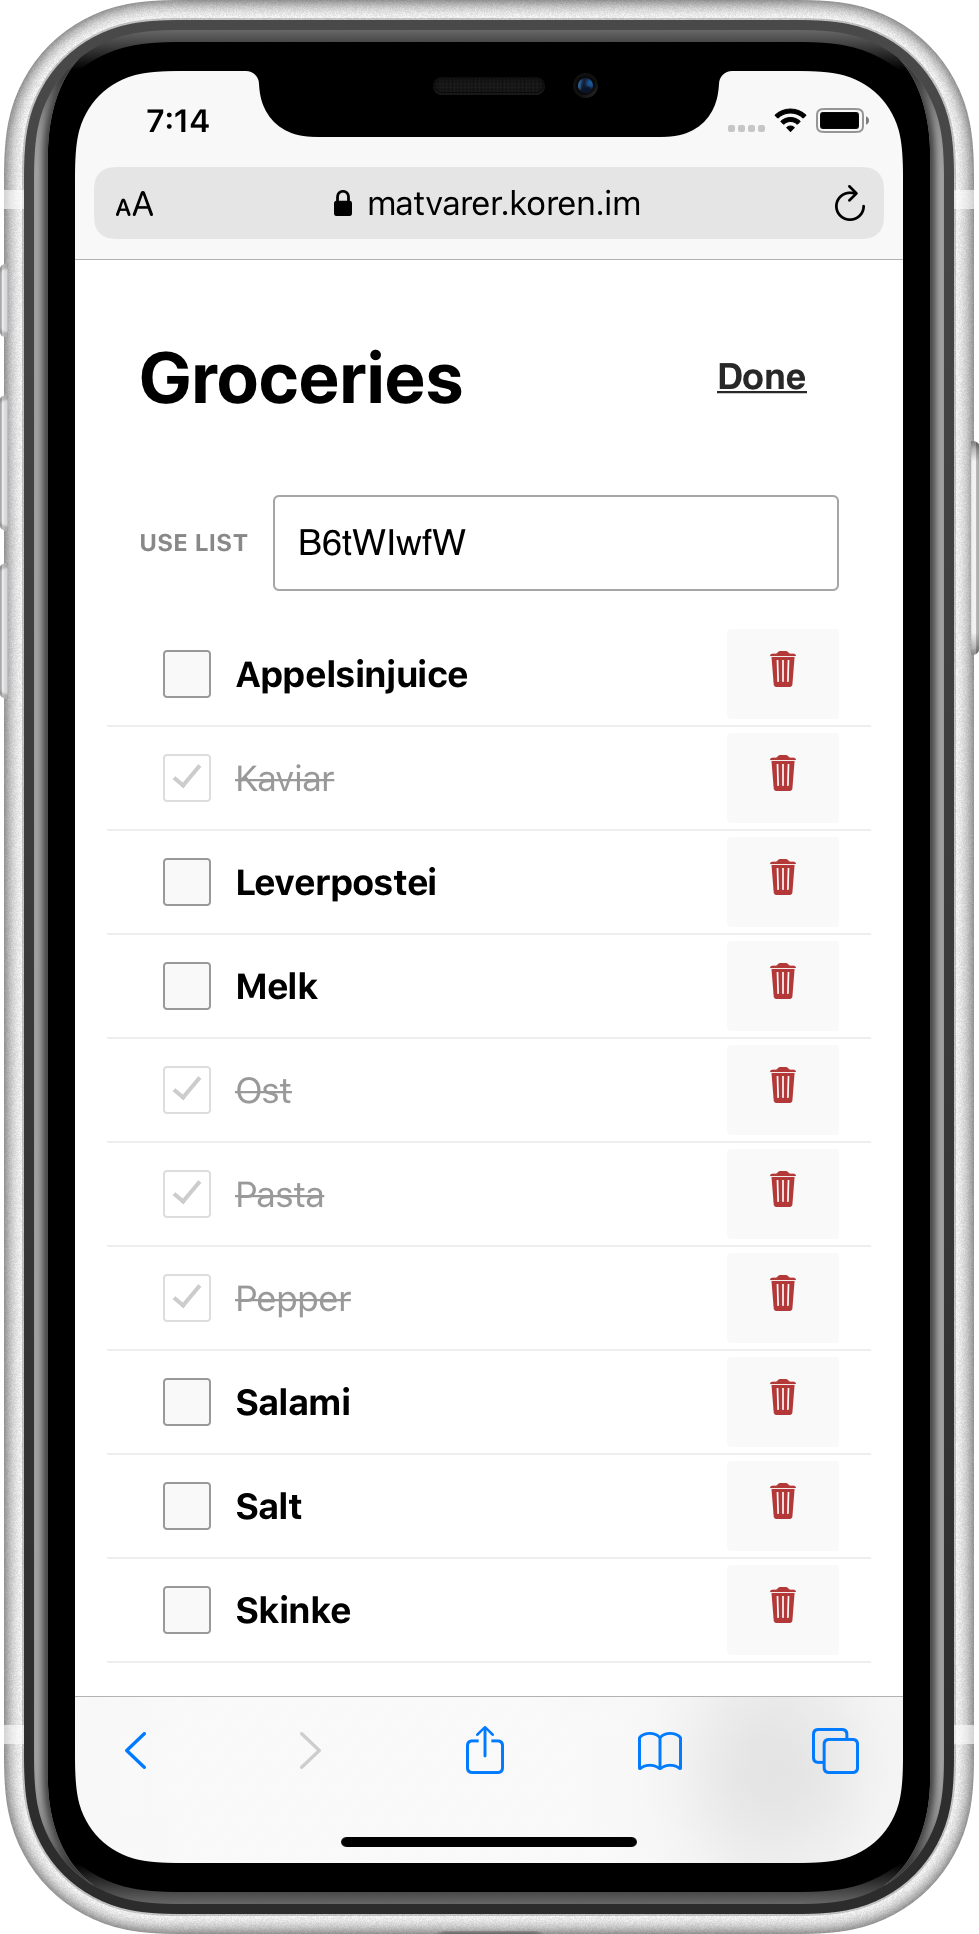 7:14
AA matvarer.koren.im
Groceries Done
USE LIST B6tWIwfW
Appelsinjuice
Kaviar
Leverpostei
Melk
Ost
Pasta
Pepper
Salami
Salt
Skinke